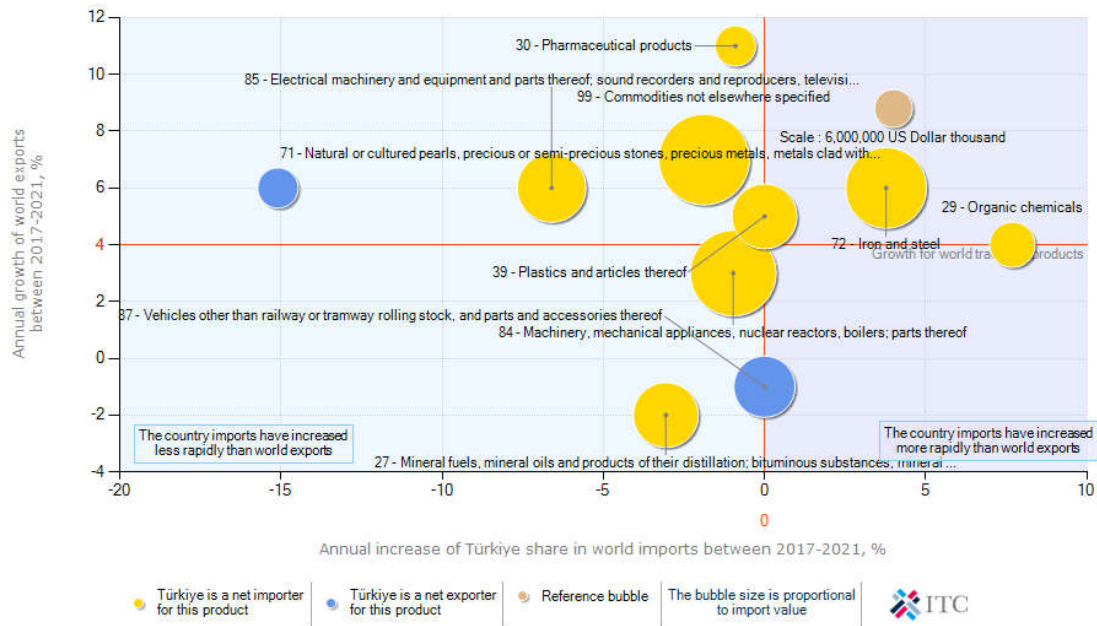 12
10
8
6
4
2
0
-2
-4
4
Annual growth of world exports
between 2017-2021, %
30 - Pharmaceutical products
85 - Electrical machinery and equipment and parts thereof; sound recorders and reproducers, televisi...
99 - Commodities not elsewhere specified
Scale : 6,000,000 US Dollar thousand
71 - Natural or cultured pearls, precious or semi-precious stones, precious metals, metals clad with...
29 - Organic chemicals
72 - Iron and steel
Growth for world tra products
39 - Plastics and articles thereof
87 - Vehicles other than railway or tramway rolling stock, and parts and accessories thereof
84 - Machinery, mechanical appliances, nuclear reactors, boilers; parts thereof
The country imports have increased
less rapidly than world exports
The country imports have increased
more rapidly than world exports
27 - Mineral fuels, mineral oils and products of their distillation; bituminous substances; mineral ...
-20 -15 -10 -5 0 5 10
0
Annual increase of Türkiye share in world imports between 2017-2021, %
Türkiye is a net importer
for this product
Türkiye is a net exporter
for this product
Reference bubble
The bubble size is proportional
to import value
ITC